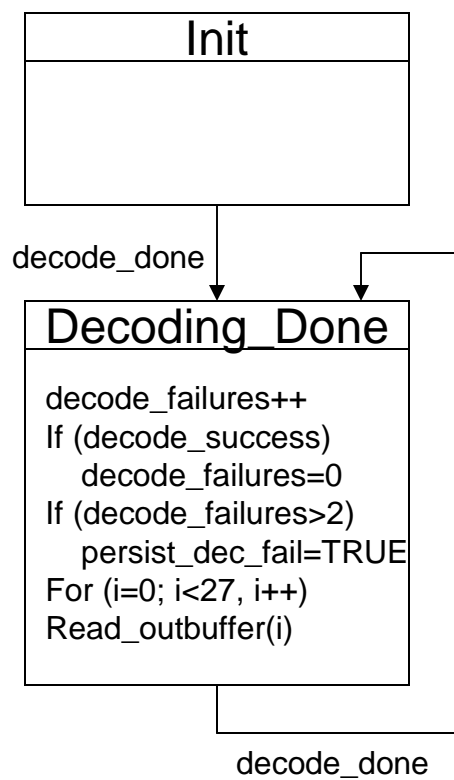 Init
decode_done
Decoding_Done
decode_failures++
If (decode_success)
decode_failures=0
If (decode_failures>2)
persist_dec_fail=TRUE
For (i=0; i<27, i++)
Read_outbuffer(i)
decode_done